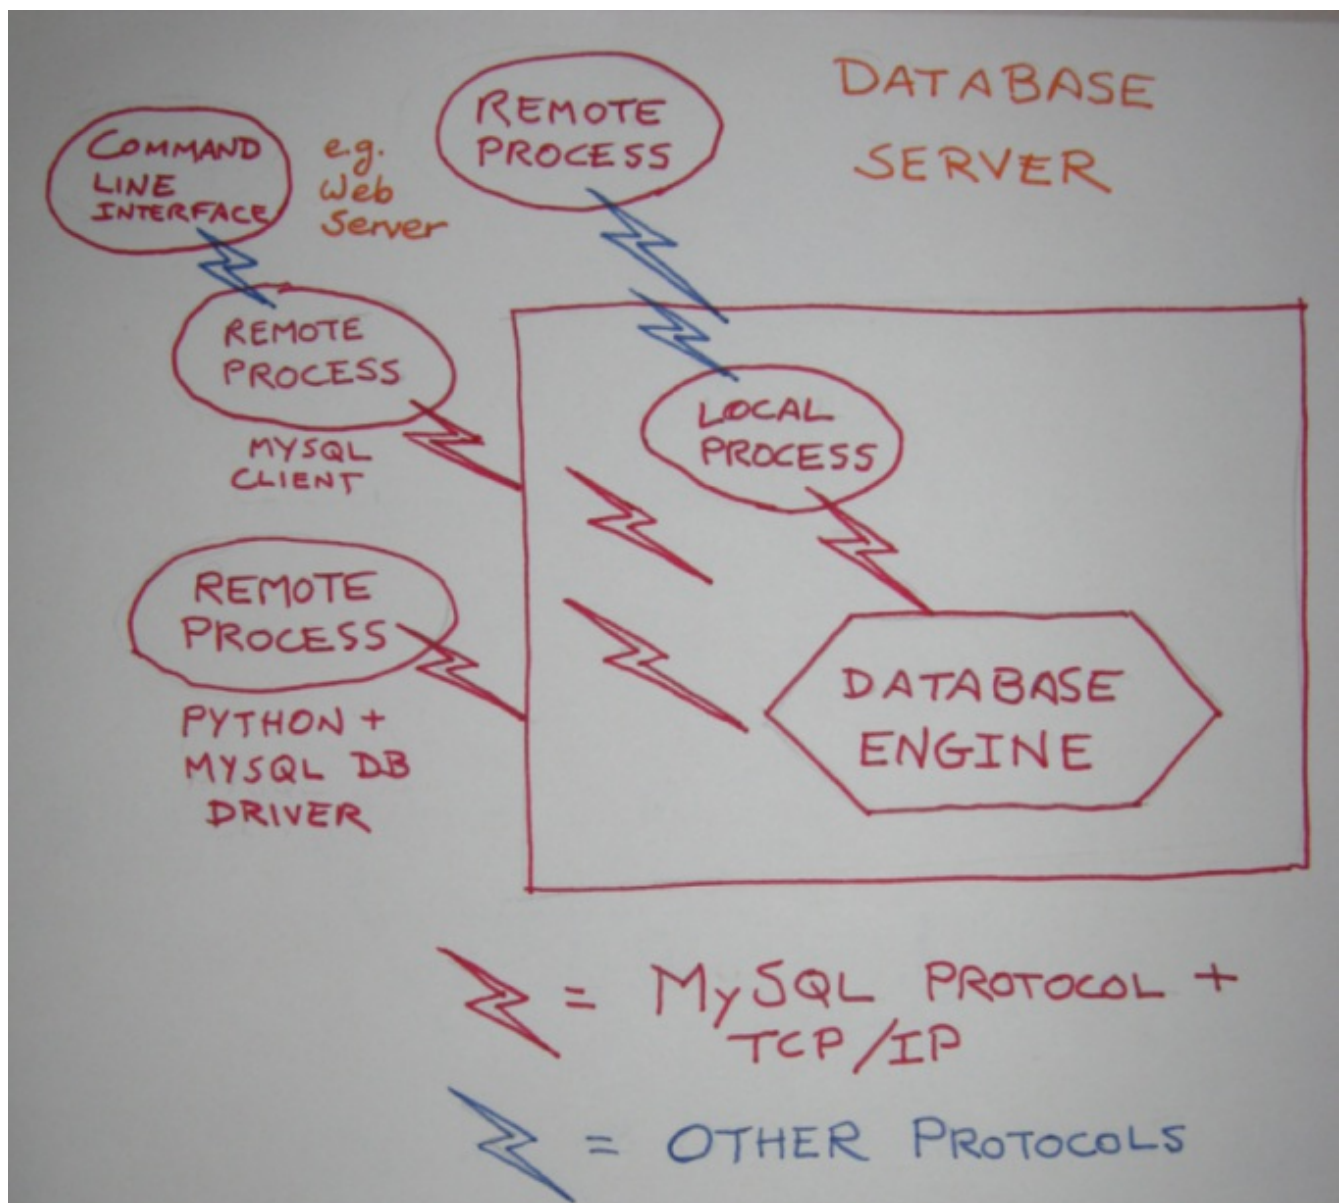 DATABASE
SERVER
REMOTE
PROCESS
COMMAND
LINE
INTERFACE
e.g.
Web
Server
REMOTE
PROCESS
MYSQL
CLIENT
LOCAL
PROCESS
REMOTE
PROCESS
PYTHON +
MYSQL DB
DRIVER
DATABASE
ENGINE
= MySQL PROTOCOL +
TCP/IP
= OTHER PROTOCOLS